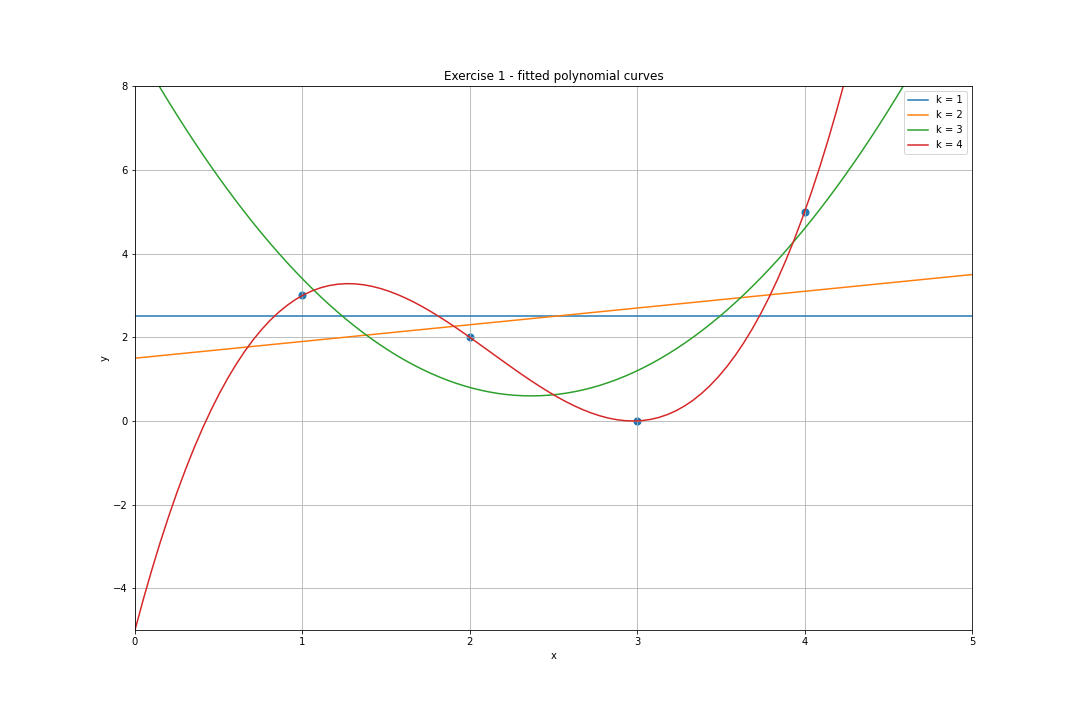 Exercise 1 - fitted polynomial curves
k = 1
k = 2
k = 3
k = 4
8
6
4
2
0
−2
−4
y
0 1 2 3 4 5
x